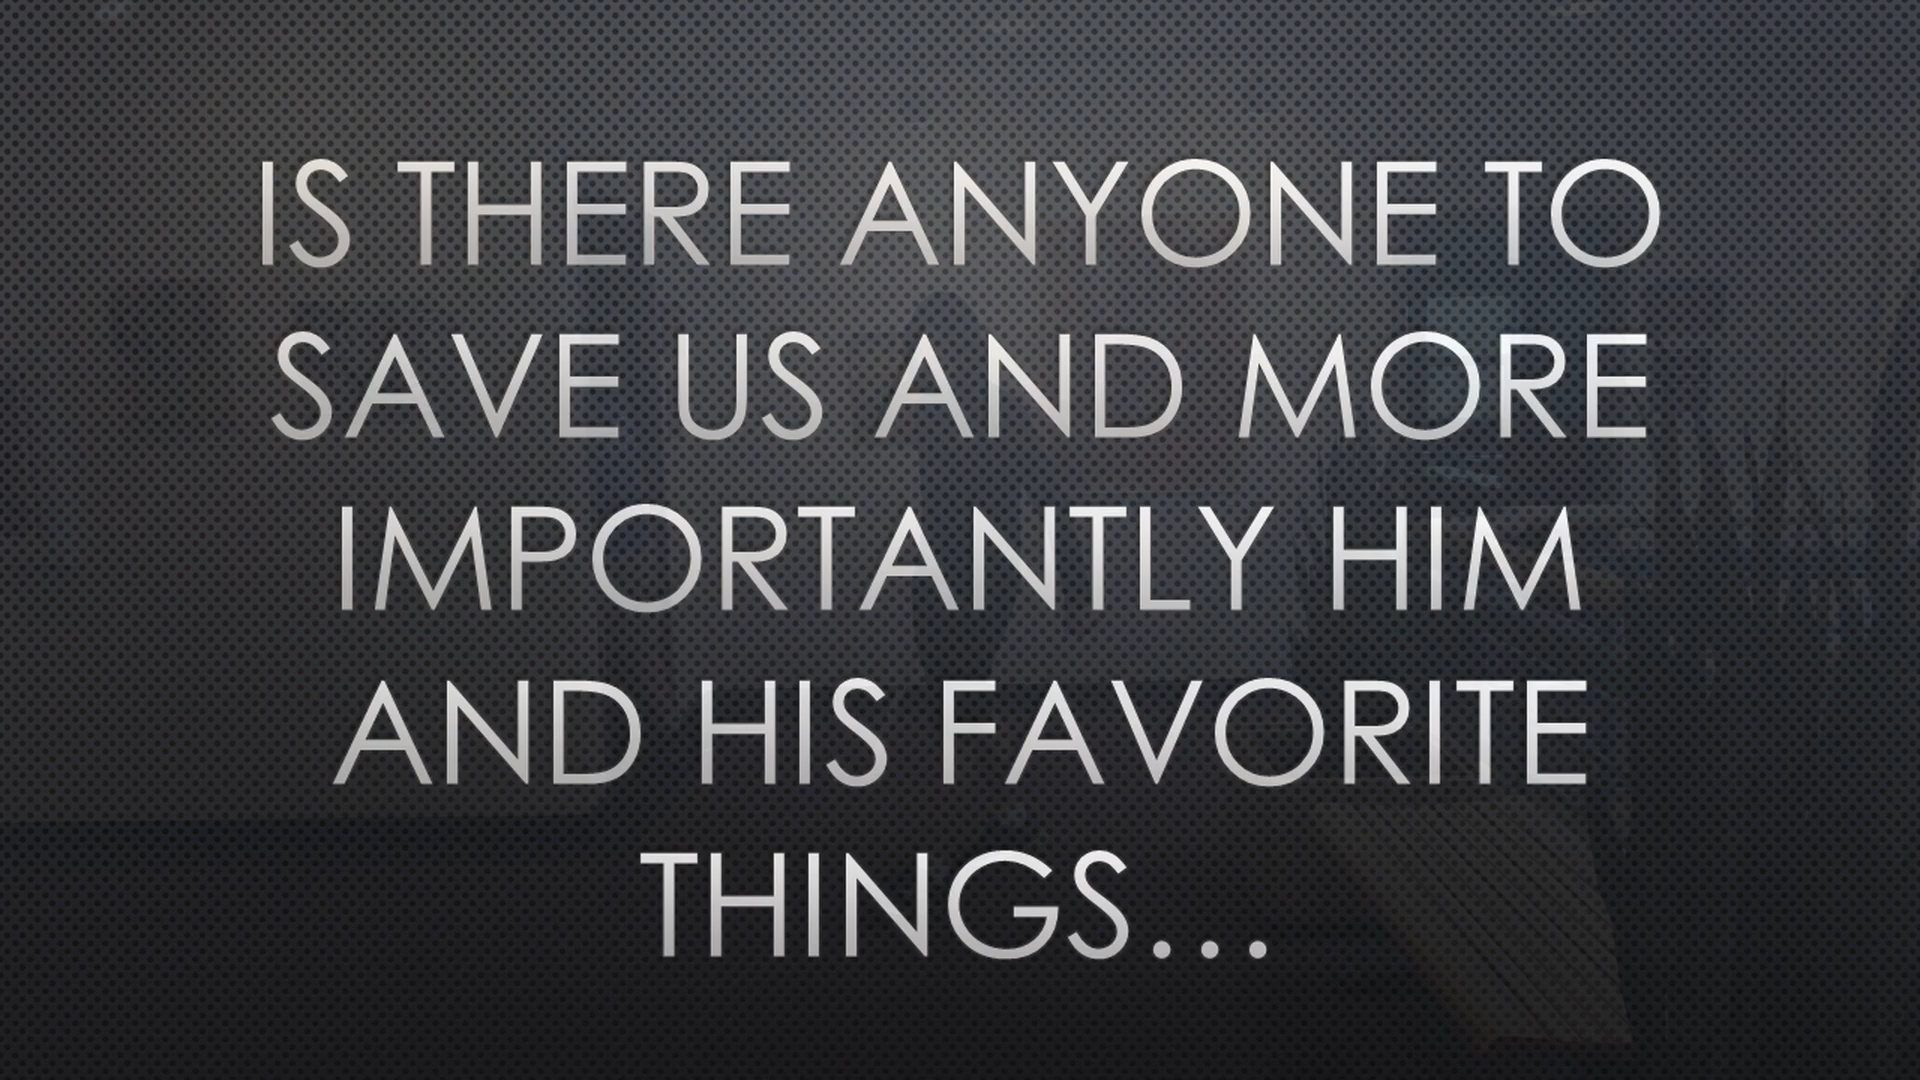 IS THERE ANYONE TO
SAVE US AND MORE
IMPORTANTLY HIM
AND HIS FAVORITE
THINGS...